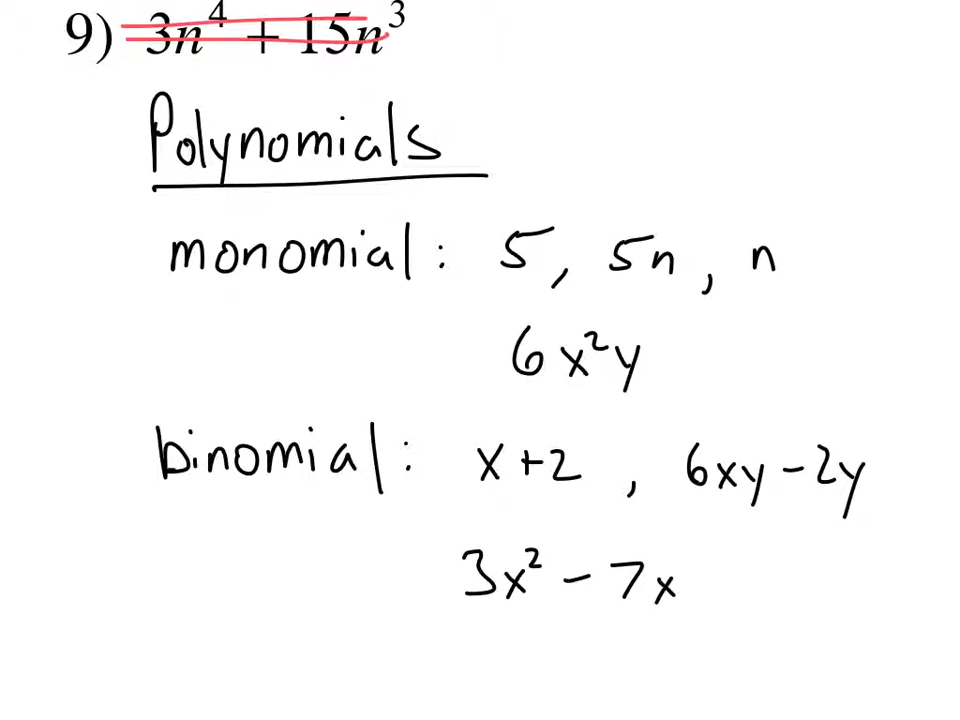 9) 3n⁴ + 15n³
Polynomials
monomial: 5, 5n, n
6x²y
binomial: x+2, 6xy-2y
3x² - 7x